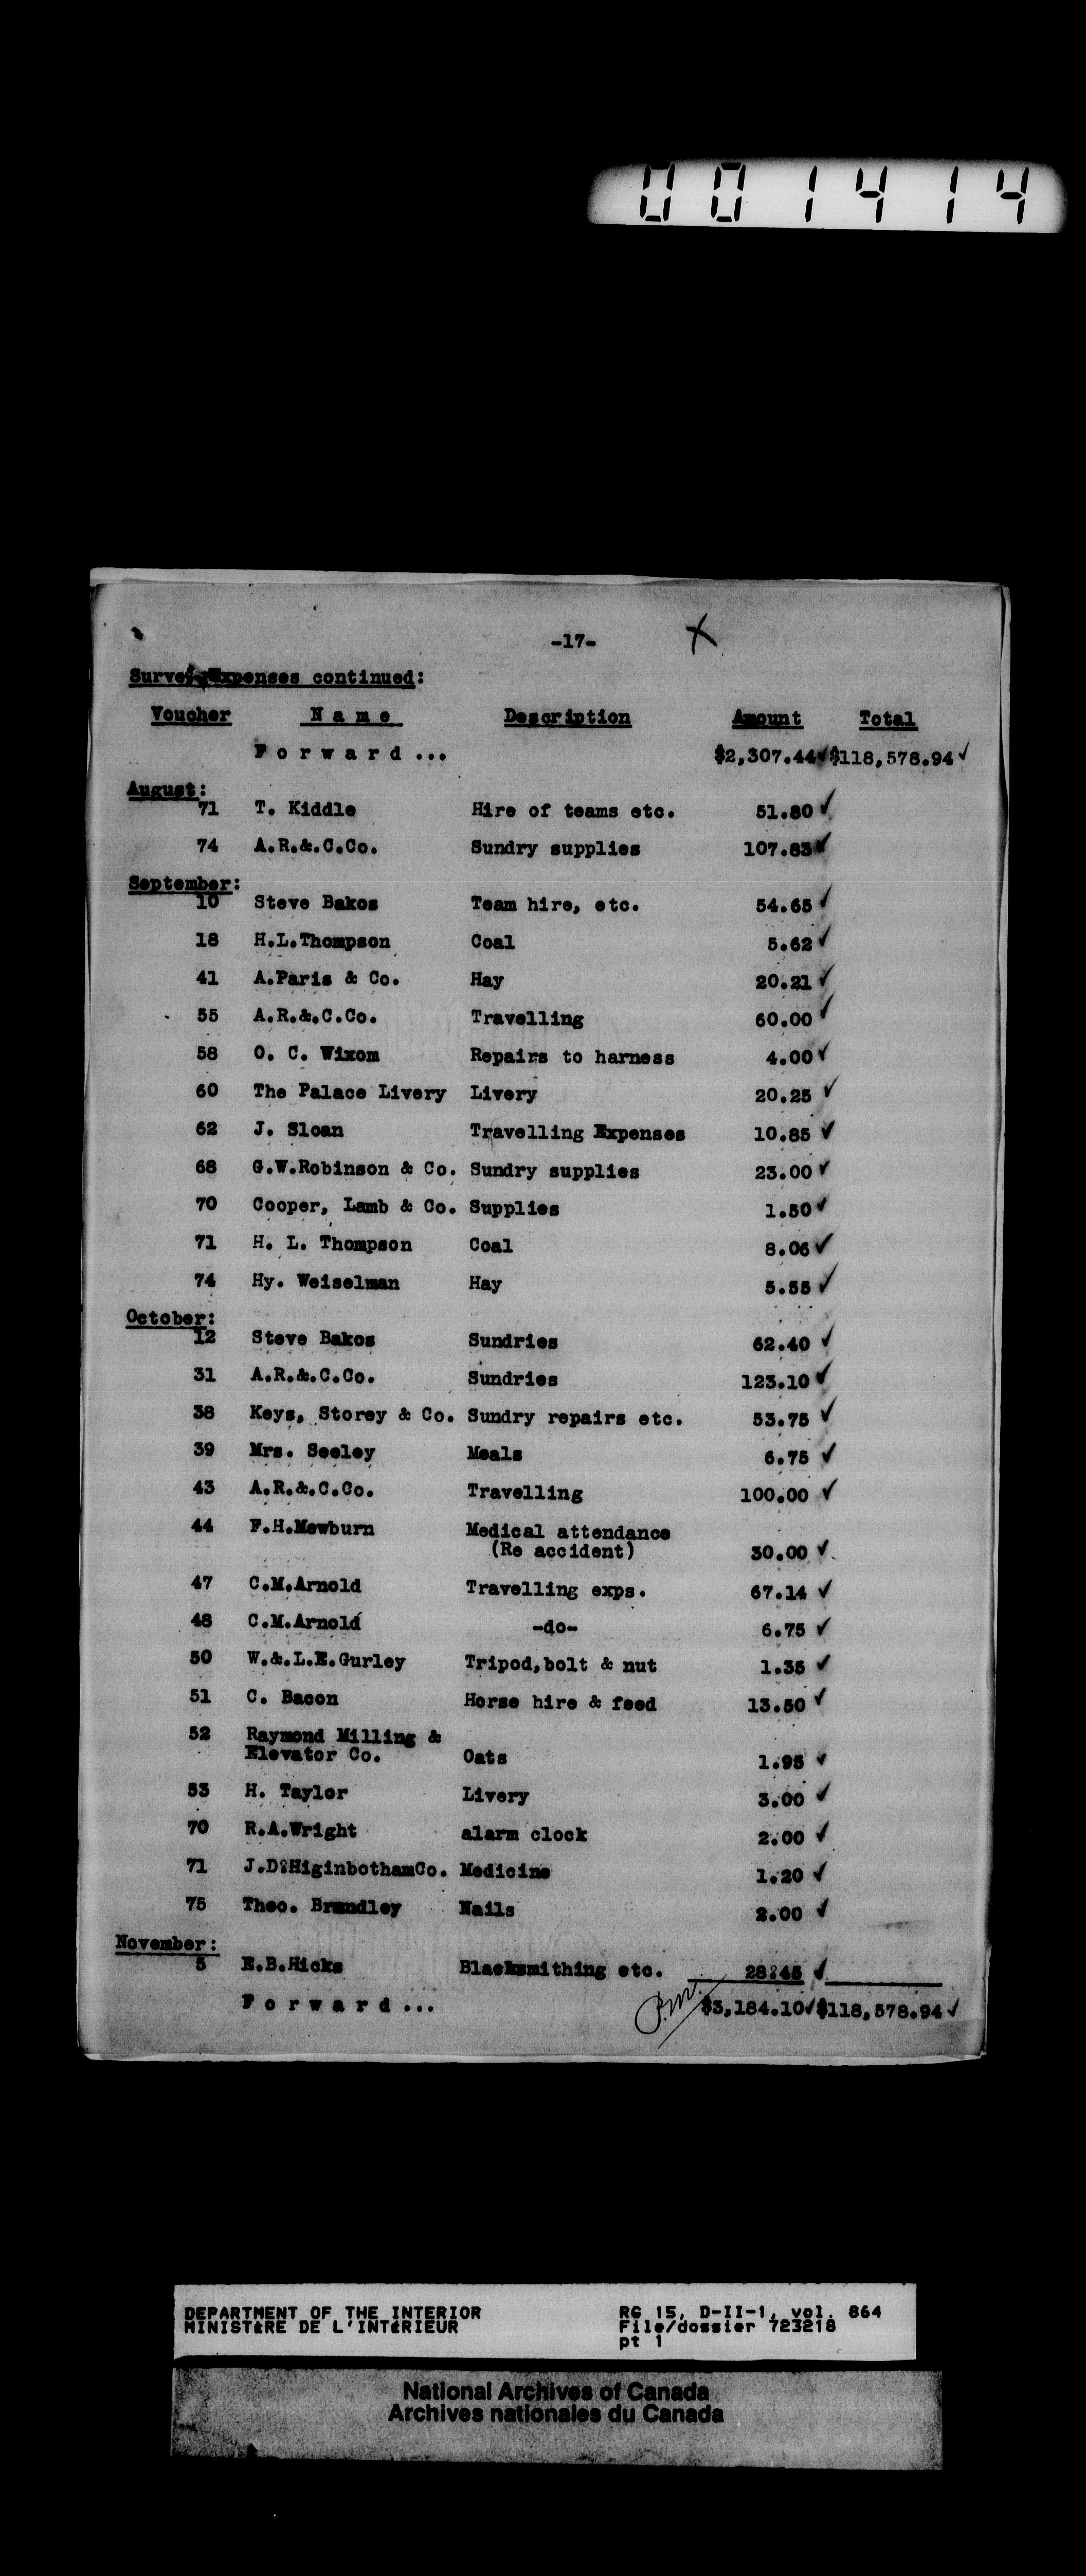 001414
-17-
Survey Expenses continued:
Voucher Name Description Amount Total
Forward... $2,307.44 $118,578.94
August:
71 T. Kiddle Hire of teams etc. 51.80
74 A.R.&.C.Co. Sundry supplies 107.83
September:
10 Steve Bakos Team hire, etc. 54.65
18 H.L.Thompson Coal 5.62
41 A.Paris & Co. Hay 20.21
55 A.R.&.C.Co. Travelling 60.00
58 O. C. Wixom Repairs to harness 4.00
60 The Palace Livery Livery 20.25
62 J. Sloan Travelling Expenses 10.85
68 G.W.Robinson & Co. Sundry supplies 23.00
70 Cooper, Lamb & Co. Supplies 1.50
71 H. L. Thompson Coal 8.06
74 Hy. Weiselman Hay 5.55
October:
12 Steve Bakos Sundries 62.40
31 A.R.&.C.Co. Sundries 123.10
38 Keys, Storey & Co. Sundry repairs etc. 53.75
39 Mrs. Seeley Meals 6.75
43 A.R.&.C.Co. Travelling 100.00
44 F.H.Mewburn Medical attendance
(Re accident) 30.00
47 C.M.Arnold Travelling exps. 67.14
48 C.M.Arnold -do- 6.75
50 W.&.L.E.Gurley Tripod,bolt & nut 1.35
51 C. Bacon Horse hire & feed 13.50
52 Raymond Milling &
Elevator Co. Oats 1.95
53 H. Taylor Livery 3.00
70 R.A.Wright alarm clock 2.00
71 J.D.HiginbothamCo. Medicine 1.20
75 Theo. Brandley Nails 2.00
November:
5 E.B.Hicks Blacksmithing etc. 28.45
Forward... $3,184.10 $118,578.94
DEPARTMENT OF THE INTERIOR RG 15, D-II-1, vol. 864
MINISTÈRE DE L'INTÉRIEUR File/dossier 723218
pt 1
National Archives of Canada
Archives nationales du Canada